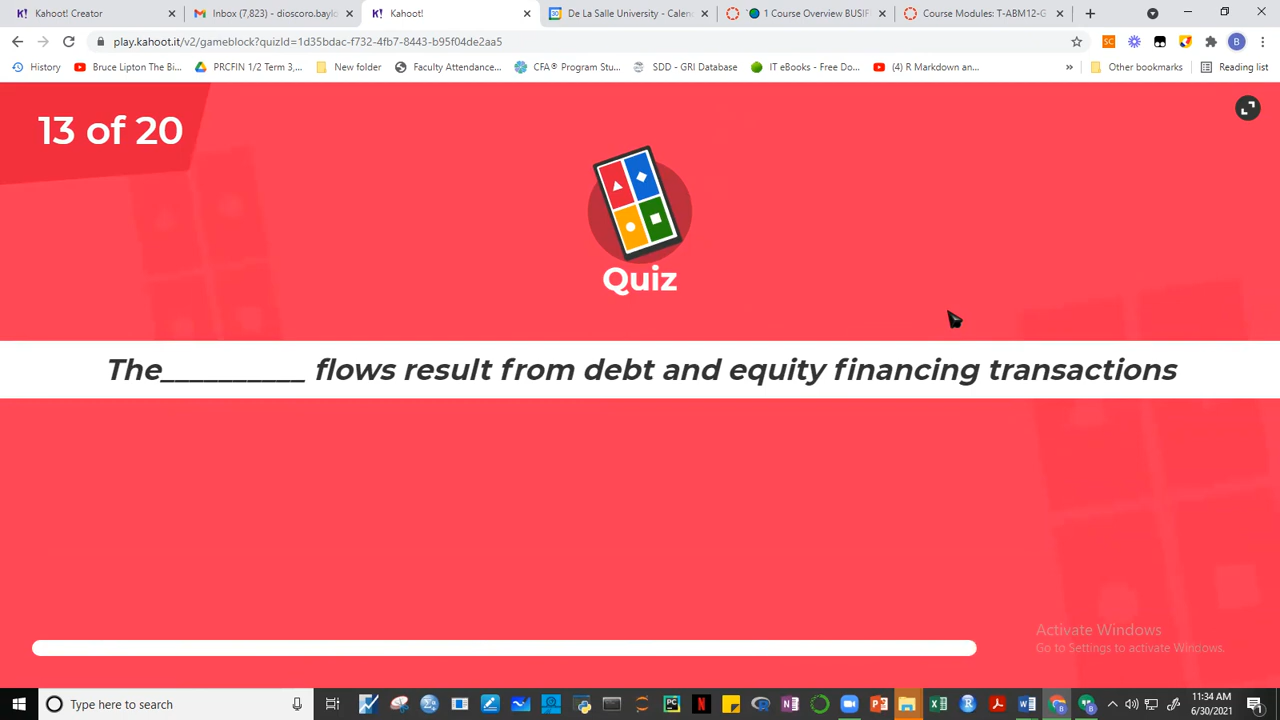 Kahoot! Creator
Inbox (7,823) - dioscoro.baylo
Kahoot!
De La Salle University - Calend
1 Course Overview BUSIF
Course Modules: T-ABM12-G
play.kahoot.it/v2/gameblock?quizId=1d35bdac-f732-4fb7-8443-b95f04de2aa5
History
Bruce Lipton The Bi...
PRCFIN 1/2 Term 3,...
New folder
Faculty Attendance...
CFA® Program Stu...
SDD - GRI Database
IT eBooks - Free Do...
(4) R Markdown an...
»
Other bookmarks
Reading list
13 of 20
Quiz
The__________ flows result from debt and equity financing transactions
Activate Windows
Go to Settings to activate Windows.
Type here to search
11:34 AM
6/30/2021